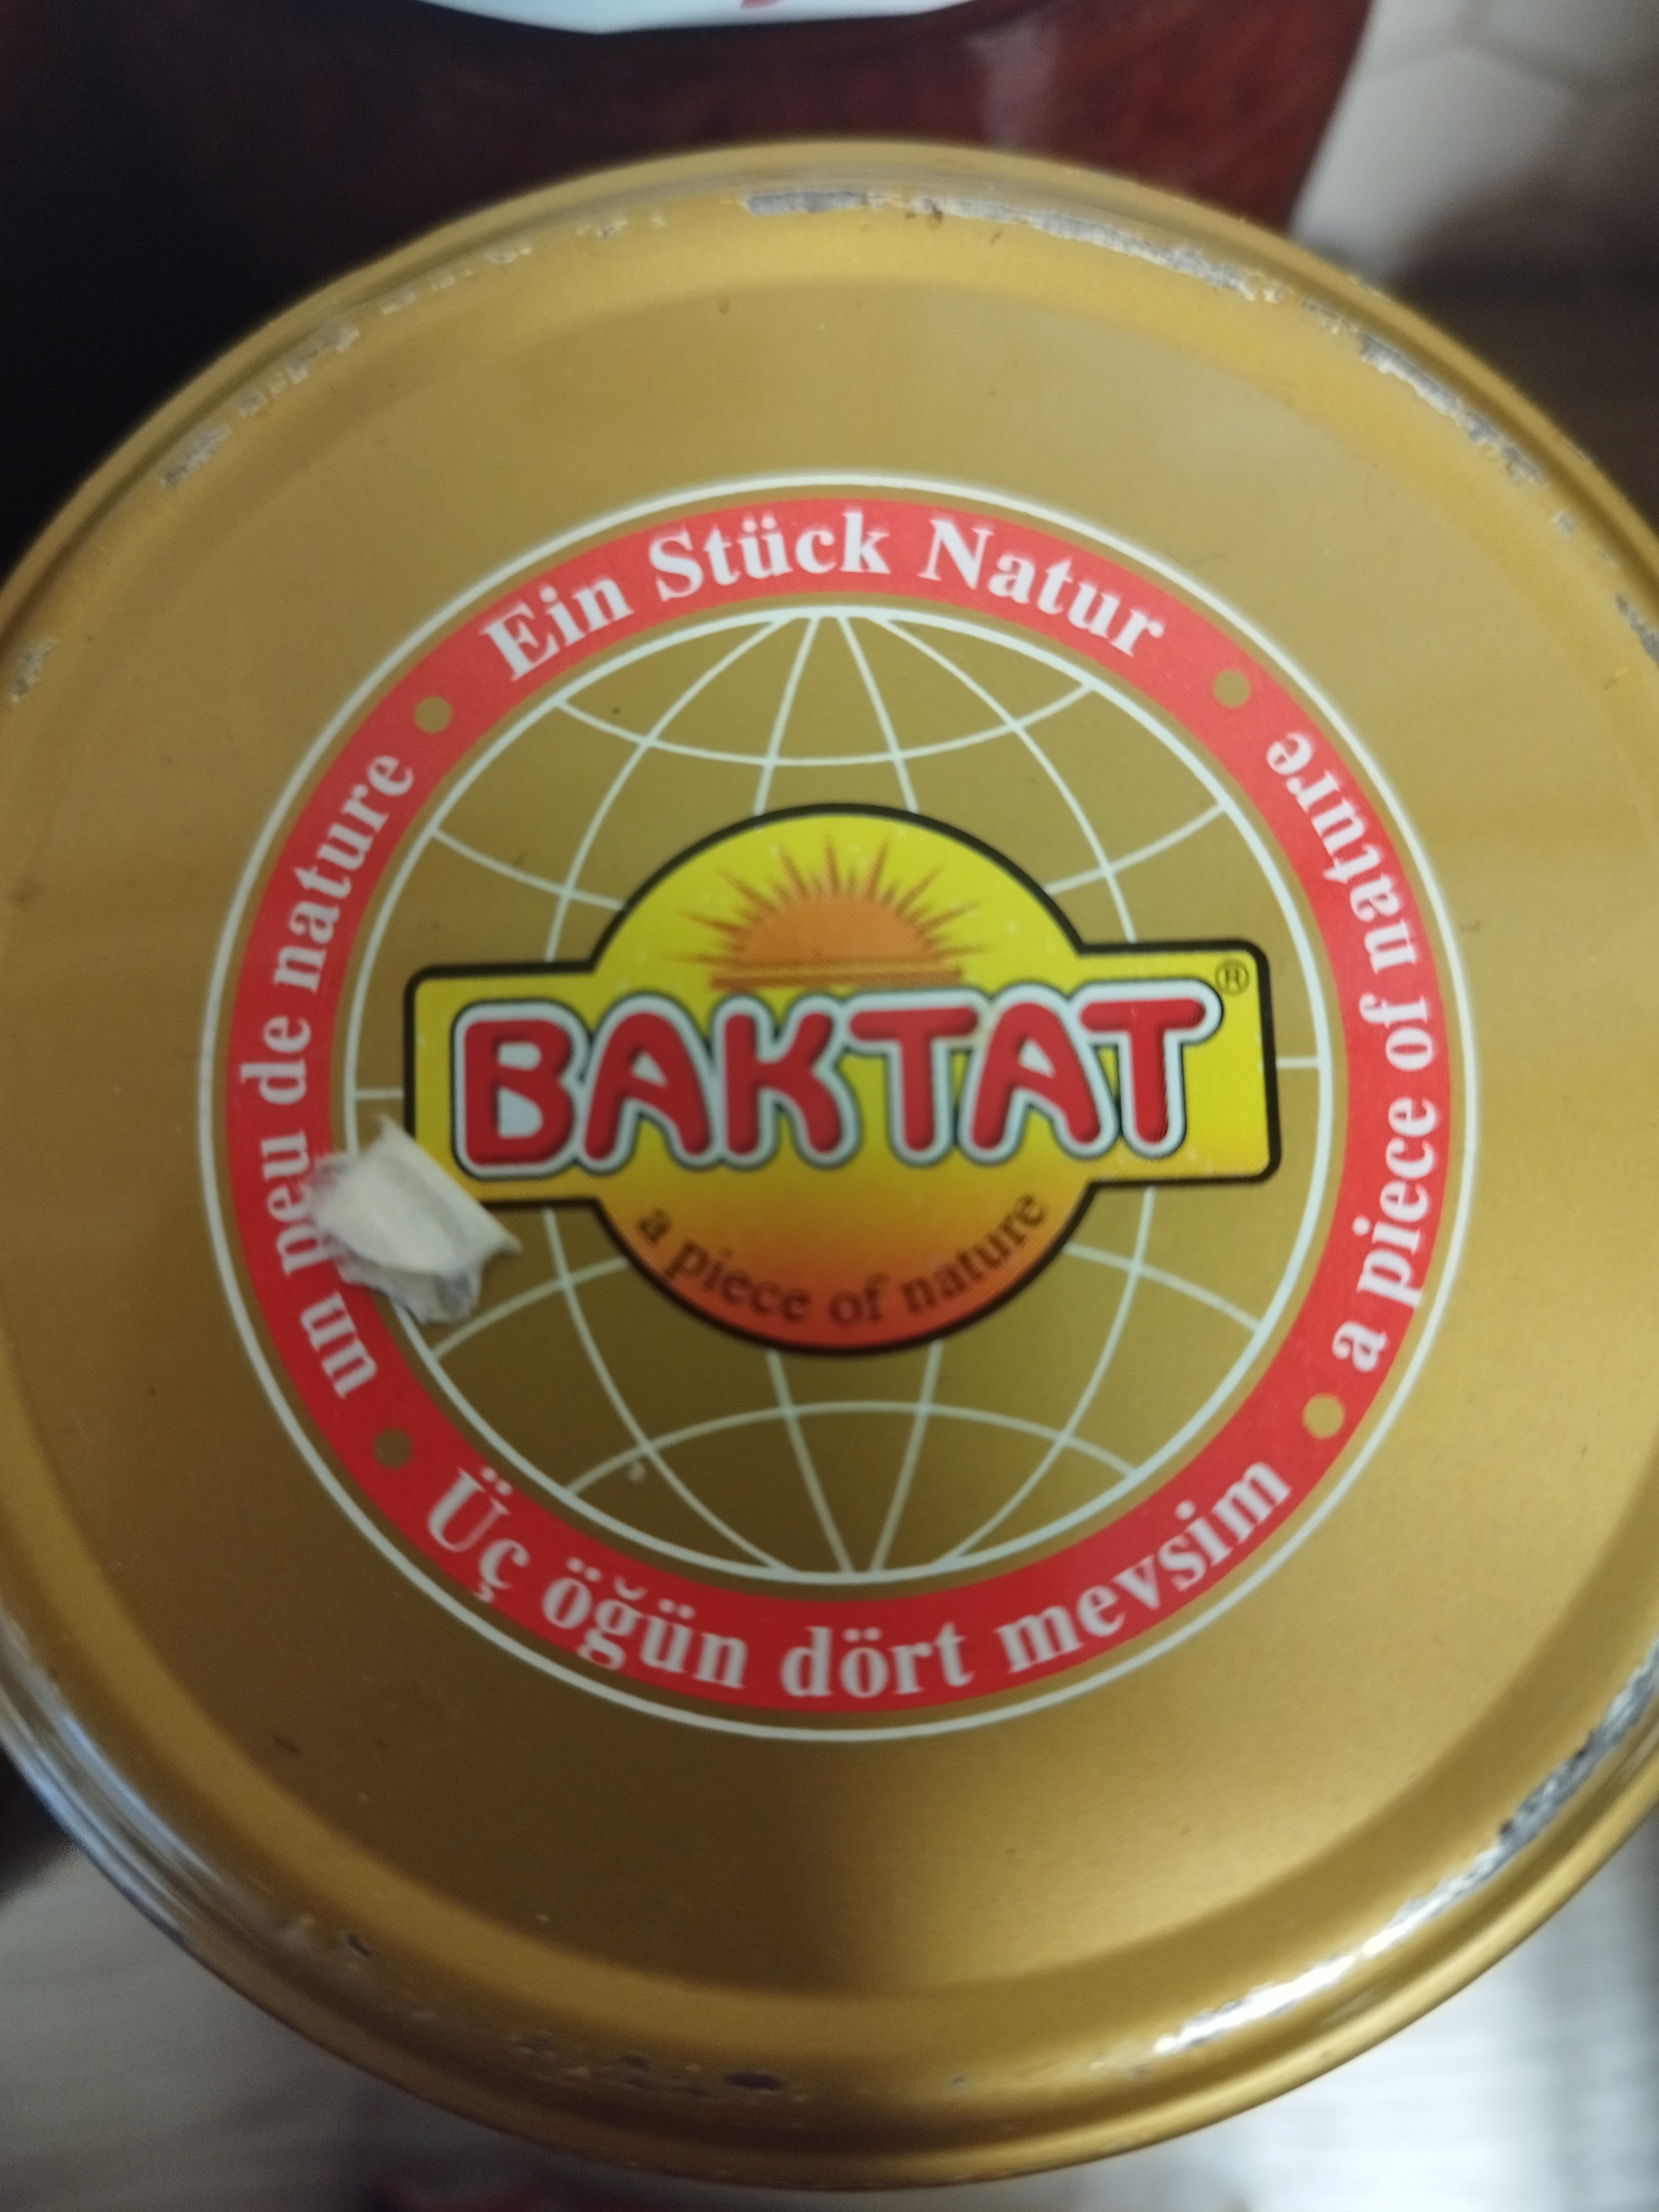 Ein Stück Natur
a piece of nature
Üç öğün dört mevsim
un peu de nature
BAKTAT®
a piece of nature